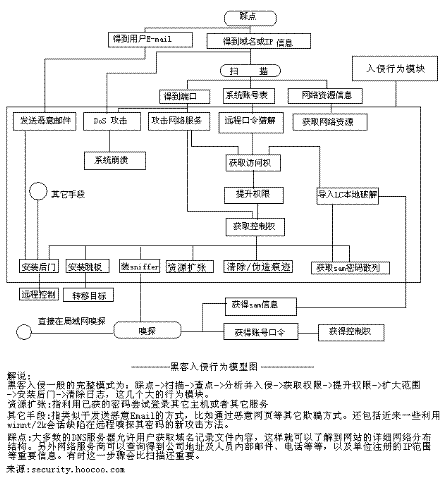 踩点
得到用户E-mail
得到域名或IP 信息
扫 描
入侵行为模块
得到端口
系统账号表
网络资源信息
发送恶意邮件
DoS 攻击
攻击网络服务
远程口令猜解
获取网络资源
系统崩溃
获取访问权
其它手段
提升权限
导入LC本地破解
获取控制权
安装后门
安装跳板
装sniffer
资源扩张
清除/伪造痕迹
获取sam密码散列
远程控制
转移目标
获得sam信息
直接在局域网嗅探
嗅探
获得账号口令
获得控制权
黑客入侵行为模型图
解说:
黑客入侵一般的完整模式为:踩点->扫描->查点->分析并入侵->获取权限->提升权限->扩大范围
->安装后门->清除日志,这几个大的行为模块。
资源扩张:指利用已获的密码尝试登录其它主机或者其它服务
其它手段:指类似于发送恶意Email的方式,比如通过恶意网页等其它欺骗方式。还包括近来一些利用
winnt/2k会话缺陷在远程嗅探其密码的新攻击方法。
踩点:大多数的DNS服务器允许用户获取域名记录文件内容,这样就可以了解到网站的详细网络分布
结构。另外网络服务商可以查询得到公司地址及人员内部邮件、电话等等,以及单位注册的IP范围
等重要信息。有时这一步骤会比扫描还重要。
来源:security.hoocoo.com